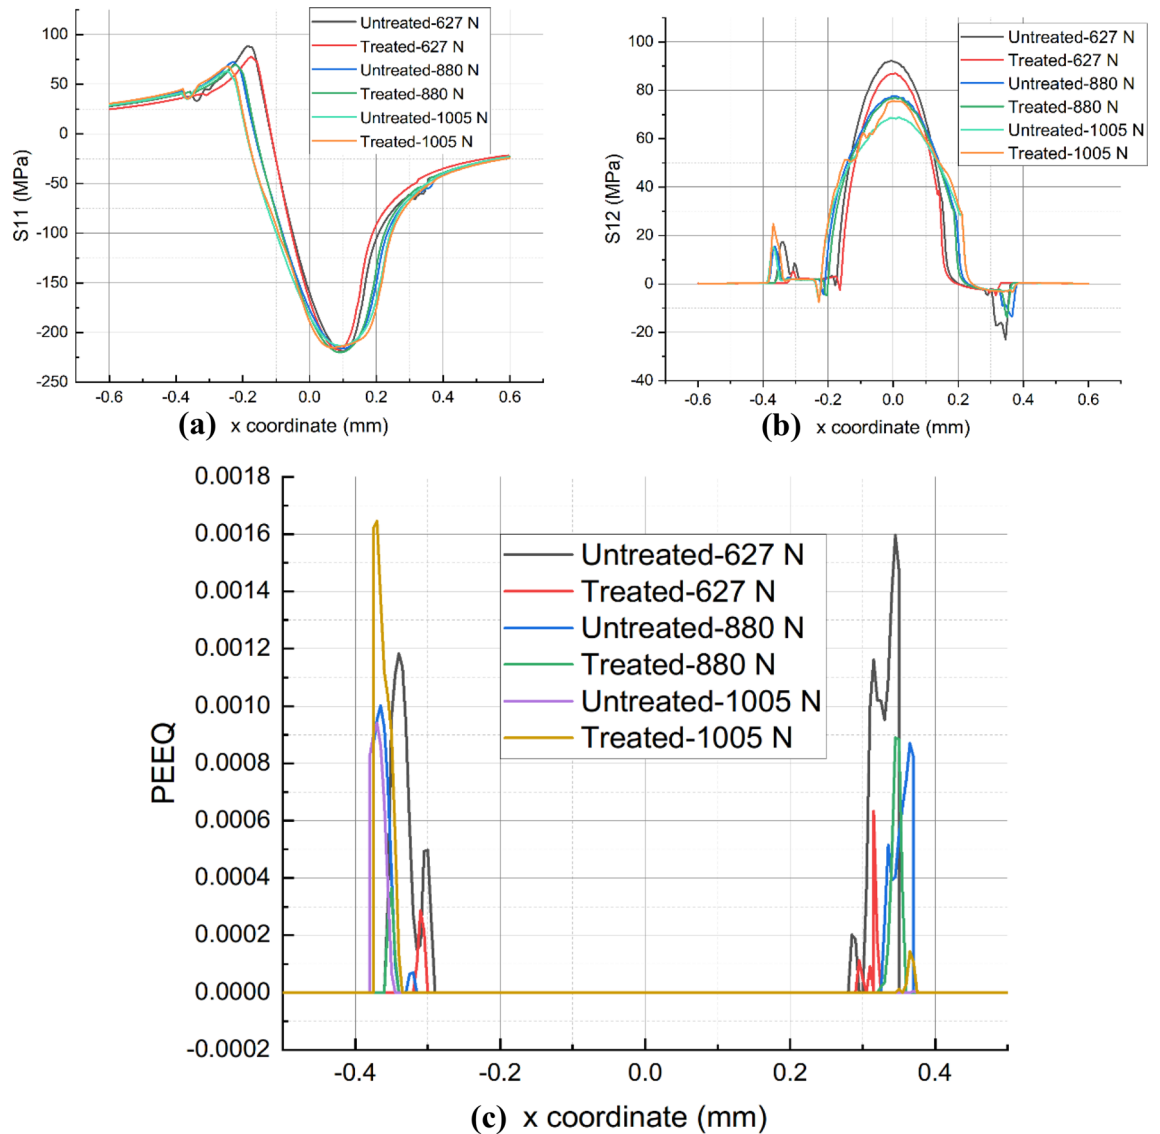 Untreated-627 N
Treated-627 N
Untreated-880 N
Treated-880 N
Untreated-1005 N
Treated-1005 N
S11 (MPa)
100
50
0
-50
-100
-150
-200
-250
-0.6 -0.4 -0.2 0.0 0.2 0.4 0.6
(a) x coordinate (mm)
Untreated-627 N
Treated-627 N
Untreated-880 N
Treated-880 N
Untreated-1005 N
Treated-1005 N
S12 (MPa)
100
80
60
40
20
0
-20
-40
-0.6 -0.4 -0.2 0.0 0.2 0.4 0.6
(b) x coordinate (mm)
Untreated-627 N
Treated-627 N
Untreated-880 N
Treated-880 N
Untreated-1005 N
Treated-1005 N
PEEQ
0.0018
0.0016
0.0014
0.0012
0.0010
0.0008
0.0006
0.0004
0.0002
0.0000
-0.0002
-0.4 -0.2 0.0 0.2 0.4
(c) x coordinate (mm)